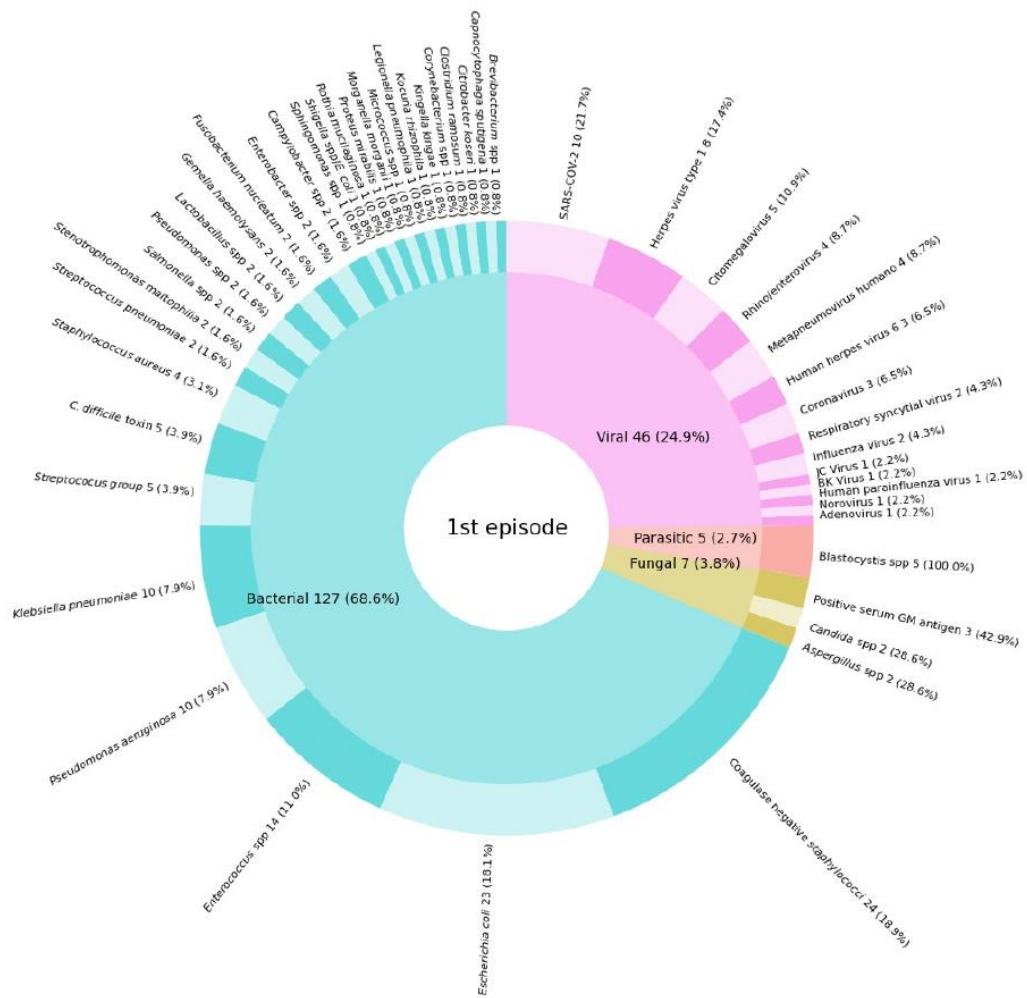 1st episode
Viral 46 (24.9%)
Parasitic 5 (2.7%)
Fungal 7 (3.8%)
Bacterial 127 (68.6%)
SARS-COV-2 10 (21.7%)
Herpes virus type 1 8 (17.4%)
Citomegalovirus 5 (10.9%)
Rhino/enterovirus 4 (8.7%)
Metapneumovirus humano 4 (8.7%)
Human herpes virus 6 3 (6.5%)
Coronavirus 3 (6.5%)
Respiratory syncytial virus 2 (4.3%)
Influenza virus 2 (4.3%)
JC Virus 1 (2.2%)
BK Virus 1 (2.2%)
Human parainfluenza virus 1 (2.2%)
Norovirus 1 (2.2%)
Adenovirus 1 (2.2%)
Blastocystis spp 5 (100.0%)
Positive serum GM antigen 3 (42.9%)
Candida spp 2 (28.6%)
Aspergillus spp 2 (28.6%)
Coagulase negative staphylococci 24 (18.9%)
Escherichia coli 23 (18.1%)
Enterococcus spp 14 (11.0%)
Pseudomonas aeruginosa 10 (7.9%)
Klebsiella pneumoniae 10 (7.9%)
Streptococus group 5 (3.9%)
C. difficile toxin 5 (3.9%)
Staphylococcus aureus 4 (3.1%)
Streptococcus pneumoniae 2 (1.6%)
Stenotrophomonas maltophilia 2 (1.6%)
Salmonella spp 2 (1.6%)
Pseudomonas spp 2 (1.6%)
Lactobacillus spp 2 (1.6%)
Gemella haemolysans 2 (1.6%)
Fusobacterium nucleatum 2 (1.6%)
Enterobacter spp 2 (1.6%)
Campylobacter spp 2 (1.6%)
Sphingomonas spp 1 (0.8%)
Shigella spp/E. coli 1 (0.8%)
Rothia mucilaginosa 1 (0.8%)
Proteus mirabilis 1 (0.8%)
Morganella morganii 1 (0.8%)
Micrococcus spp 1 (0.8%)
Legionella pneumophila 1 (0.8%)
Kocuria rhizophila 1 (0.8%)
Kingella kingae 1 (0.8%)
Corynebacterium spp 1 (0.8%)
Clostridium ramosum 1 (0.8%)
Citrobacter koseri 1 (0.8%)
Capnocytophaga sputigena 1 (0.8%)
Brevibacterium spp 1 (0.8%)